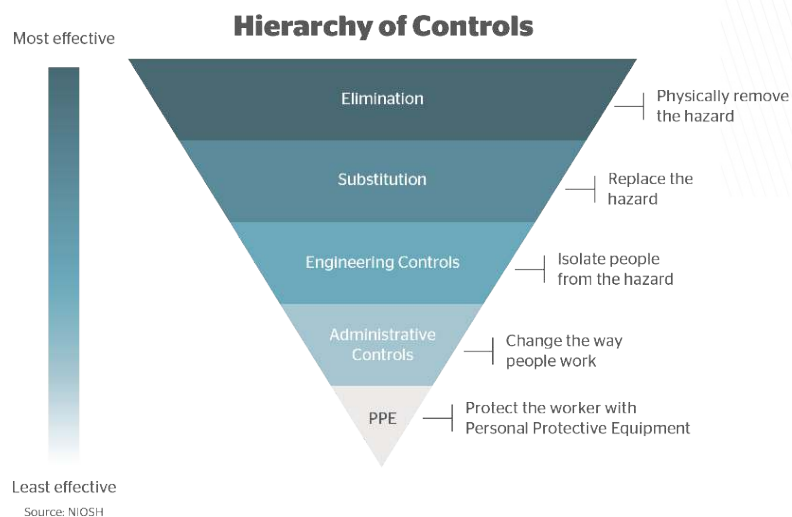 Hierarchy of Controls
Most effective
Elimination
Physically remove
the hazard
Substitution
Replace the
hazard
Engineering Controls
Isolate people
from the hazard
Administrative
Controls
Change the way
people work
PPE
Protect the worker with
Personal Protective Equipment
Least effective
Source: NIOSH